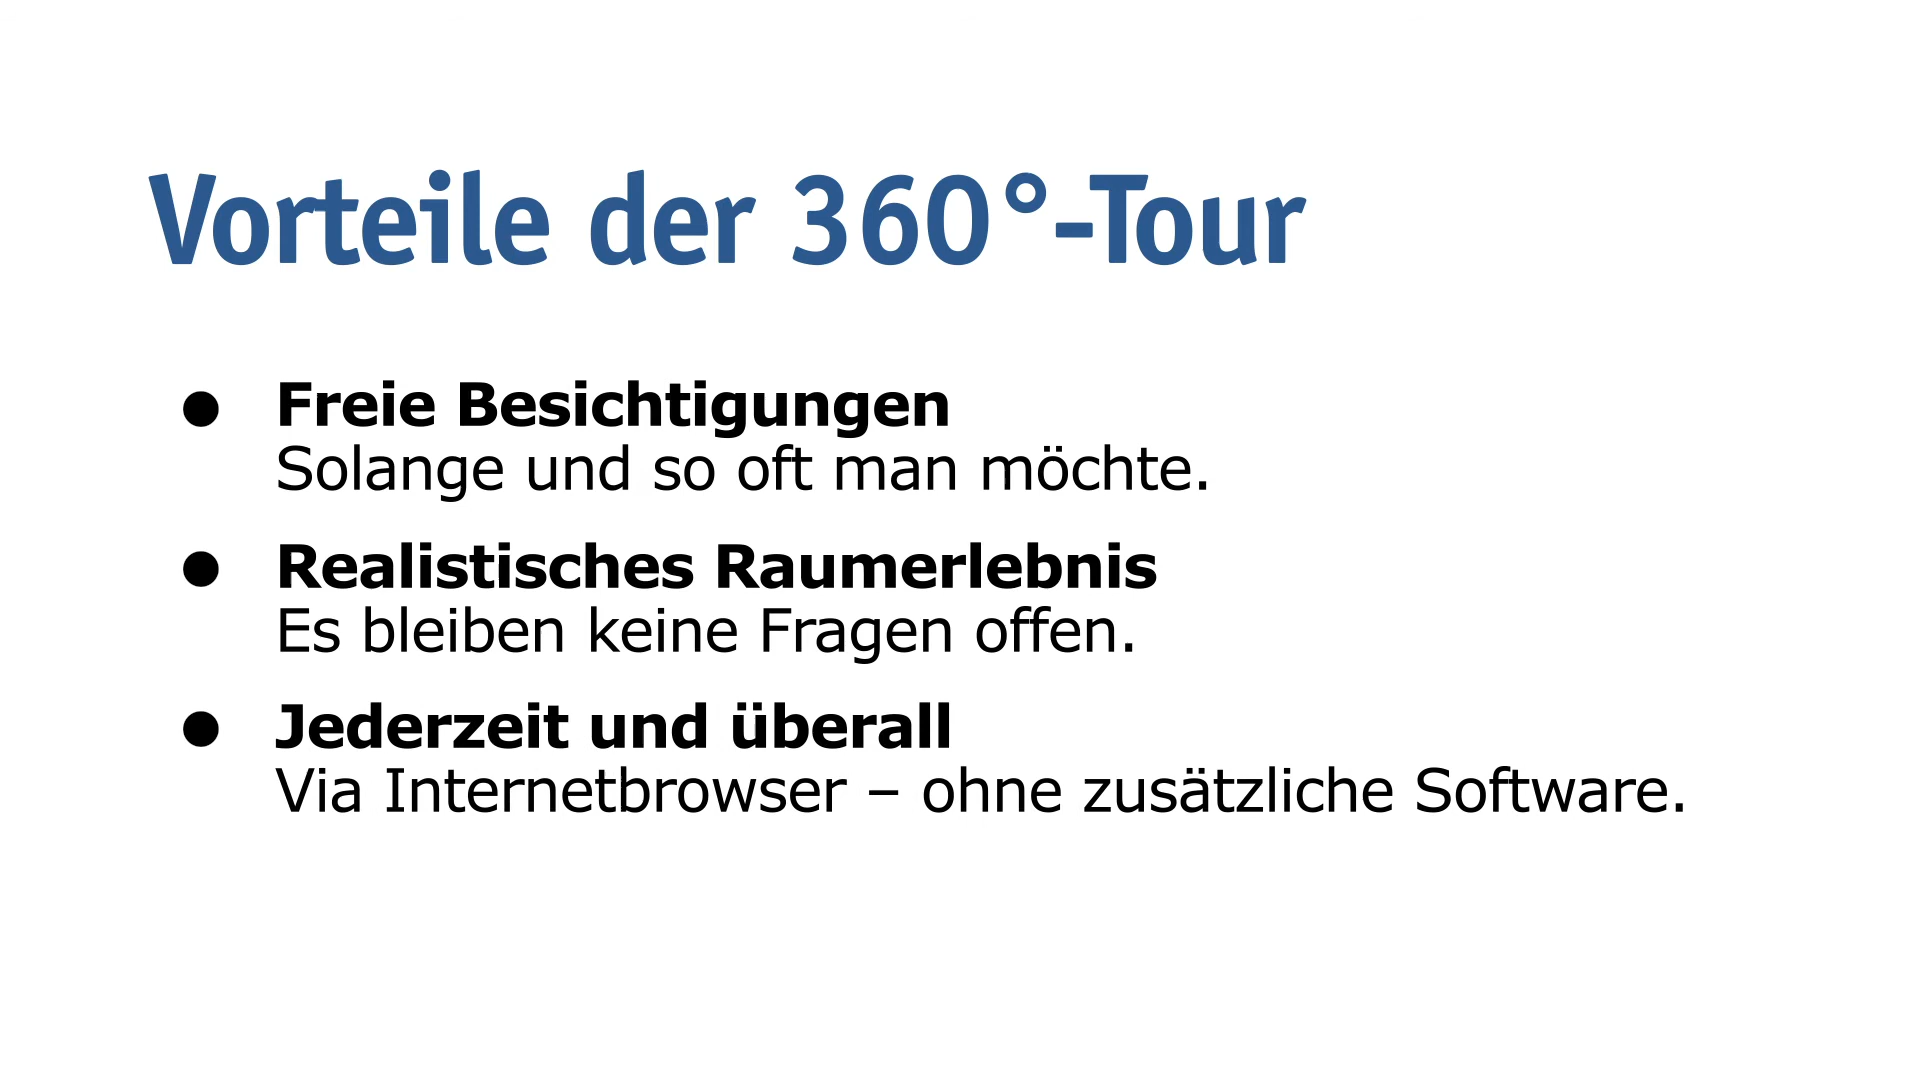 Vorteile der 360°-Tour
● Freie Besichtigungen
Solange und so oft man möchte.
● Realistisches Raumerlebnis
Es bleiben keine Fragen offen.
● Jederzeit und überall
Via Internetbrowser – ohne zusätzliche Software.